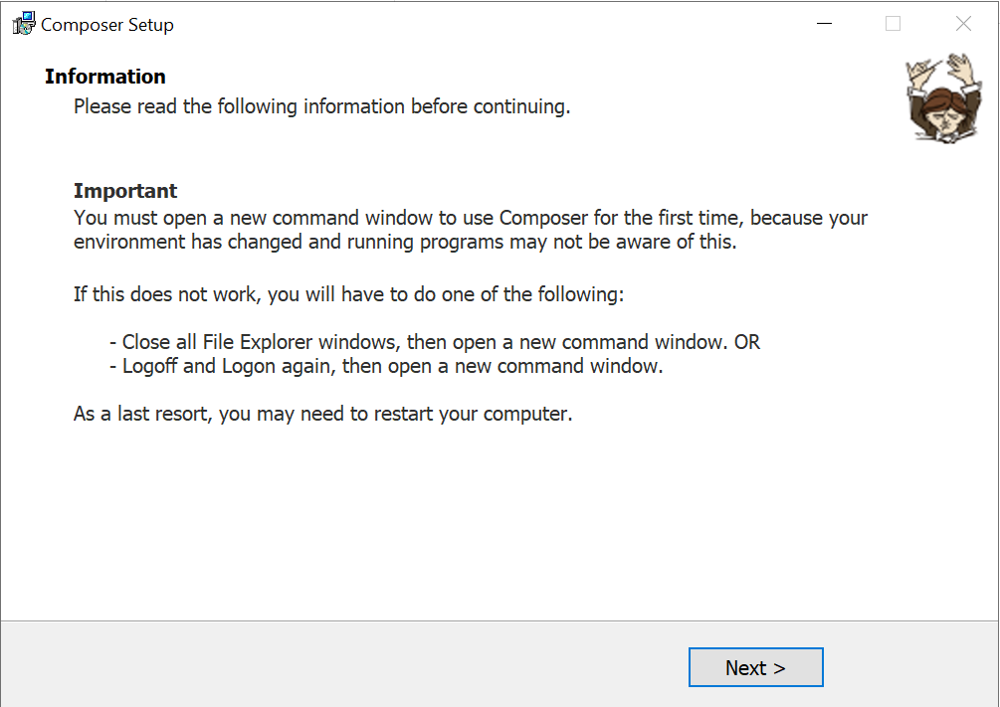 Composer Setup
Information
Please read the following information before continuing.
Important
You must open a new command window to use Composer for the first time, because your
environment has changed and running programs may not be aware of this.
If this does not work, you will have to do one of the following:
- Close all File Explorer windows, then open a new command window. OR
- Logoff and Logon again, then open a new command window.
As a last resort, you may need to restart your computer.
Next >